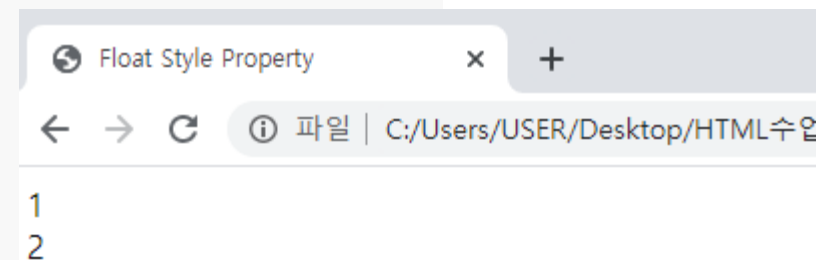 Float Style Property
파일 | C:/Users/USER/Desktop/HTML수업
1
2